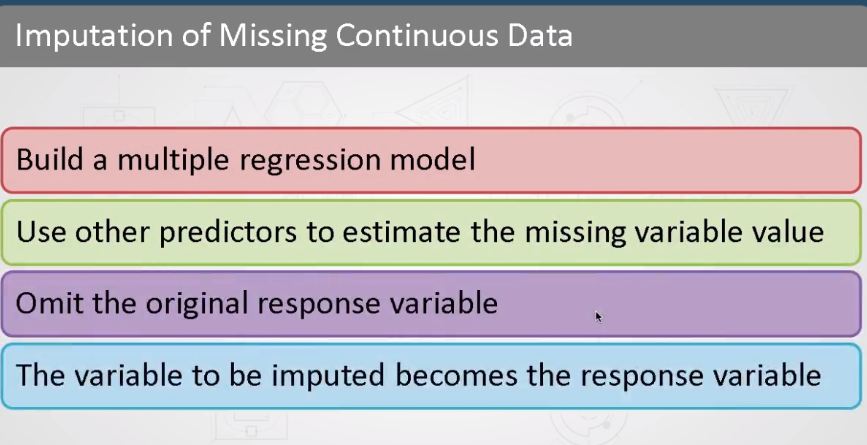 Imputation of Missing Continuous Data
Build a multiple regression model
Use other predictors to estimate the missing variable value
Omit the original response variable
The variable to be imputed becomes the response variable